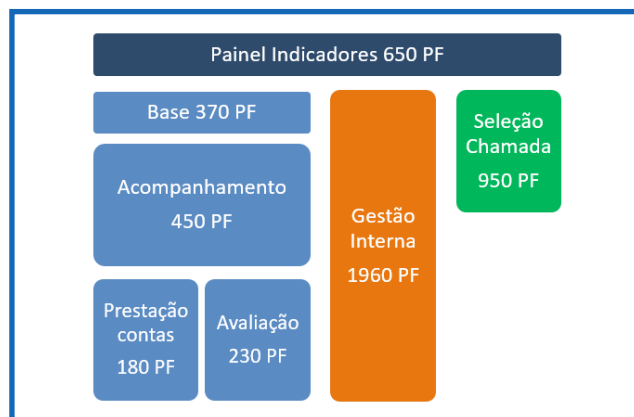 Painel Indicadores 650 PF
Base 370 PF
Acompanhamento
450 PF
Prestação
contas
180 PF
Avaliação
230 PF
Gestão
Interna
1960 PF
Seleção
Chamada
950 PF